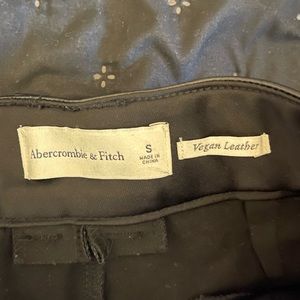 Abercrombie & Fitch
S
MADE IN
CHINA
Vegan Leather